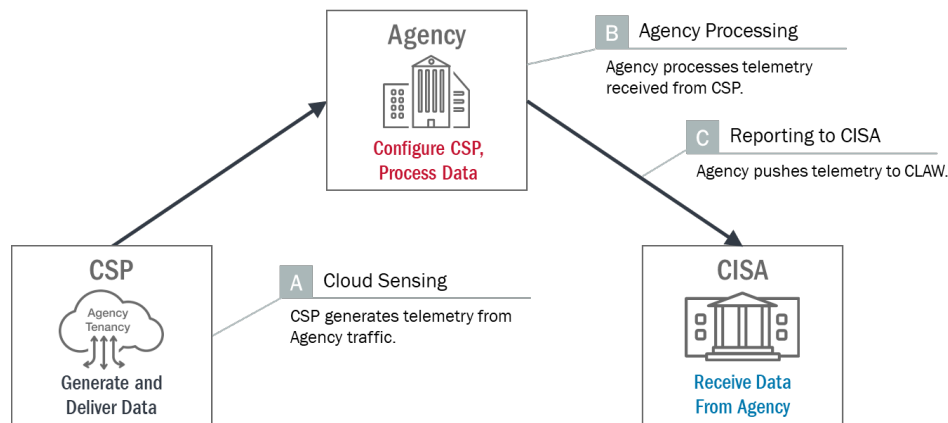 Agency
Configure CSP,
Process Data
B Agency Processing
Agency processes telemetry
received from CSP.
C Reporting to CISA
Agency pushes telemetry to CLAW.
CSP
Agency
Tenancy
Generate and
Deliver Data
A Cloud Sensing
CSP generates telemetry from
Agency traffic.
CISA
Receive Data
From Agency